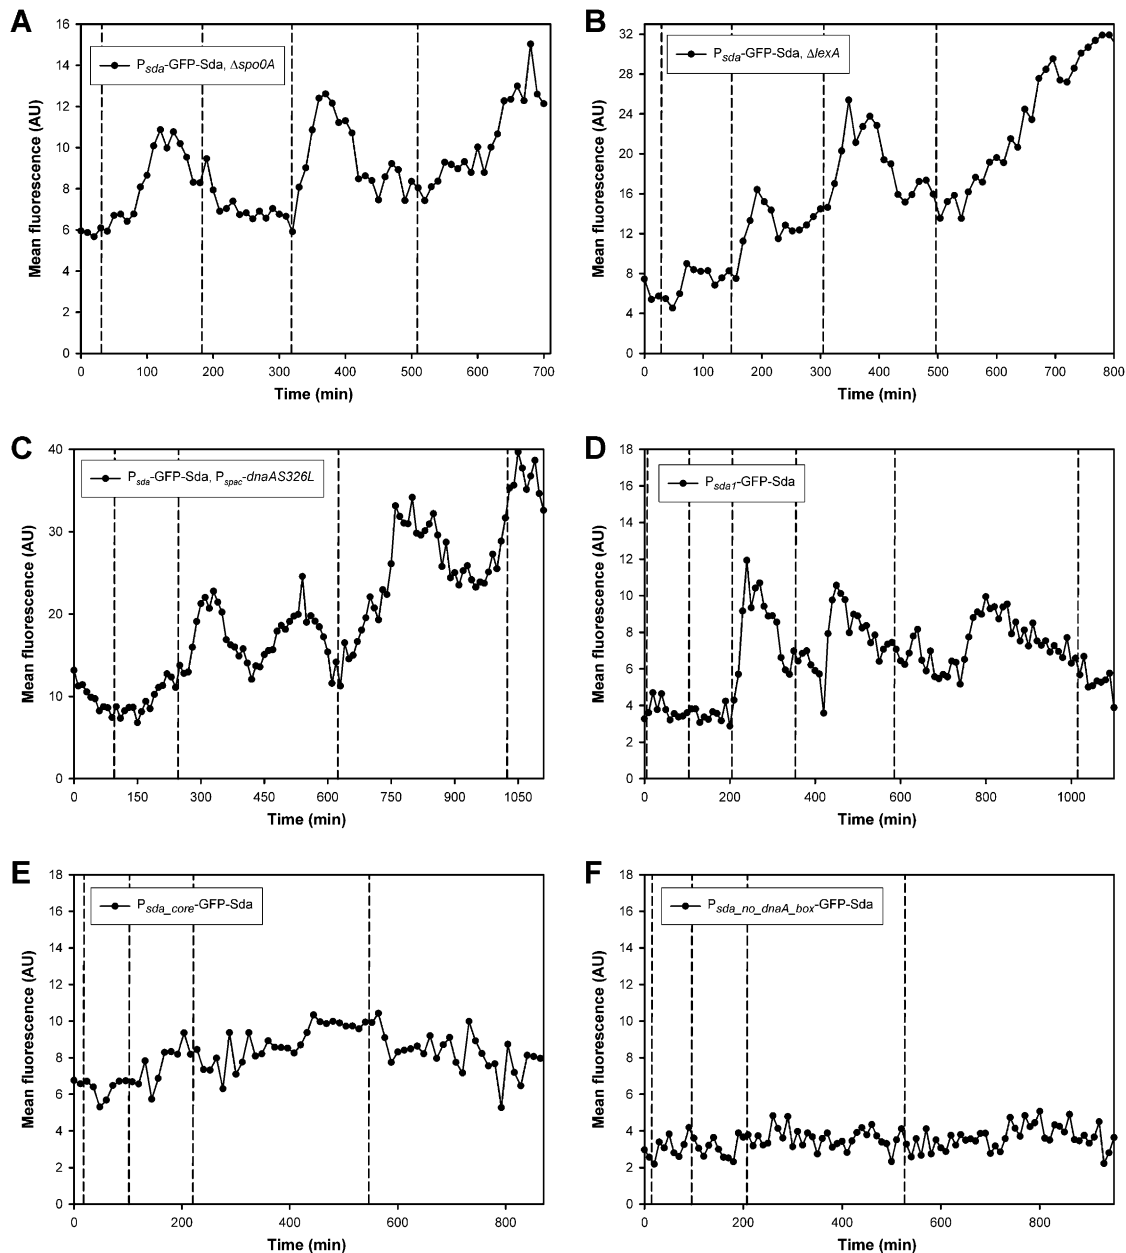 A
P sda-GFP-Sda, Δspo0A
Mean fluorescence (AU)
16
14
12
10
8
6
4
2
0
0 100 200 300 400 500 600 700
Time (min)
B
P sda-GFP-Sda, ΔlexA
Mean fluorescence (AU)
32
28
24
20
16
12
8
4
0
0 100 200 300 400 500 600 700 800
Time (min)
C
P sda-GFP-Sda, P spac-dnaAS326L
Mean fluorescence (AU)
40
30
20
10
0
0 150 300 450 600 750 900 1050
Time (min)
D
P sda1-GFP-Sda
Mean fluorescence (AU)
18
16
14
12
10
8
6
4
2
0
0 200 400 600 800 1000
Time (min)
E
P sda_core-GFP-Sda
Mean fluorescence (AU)
18
16
14
12
10
8
6
4
2
0
0 200 400 600 800
Time (min)
F
P sda_no_dnaA_box-GFP-Sda
Mean fluorescence (AU)
18
16
14
12
10
8
6
4
2
0
0 200 400 600 800
Time (min)